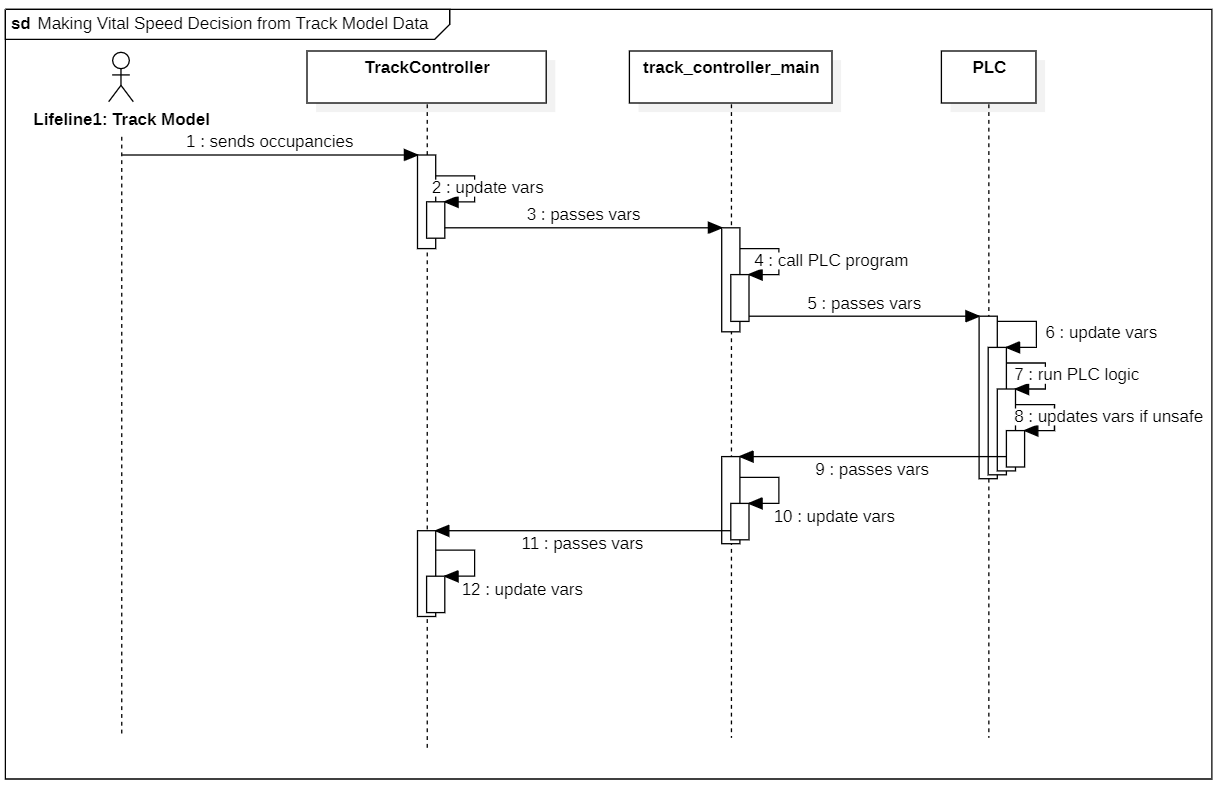 sd Making Vital Speed Decision from Track Model Data
TrackController
track_controller_main
PLC
Lifeline1: Track Model
1 : sends occupancies
2 : update vars
3 : passes vars
4 : call PLC program
5 : passes vars
6 : update vars
7 : run PLC logic
8 : updates vars if unsafe
9 : passes vars
10 : update vars
11 : passes vars
12 : update vars